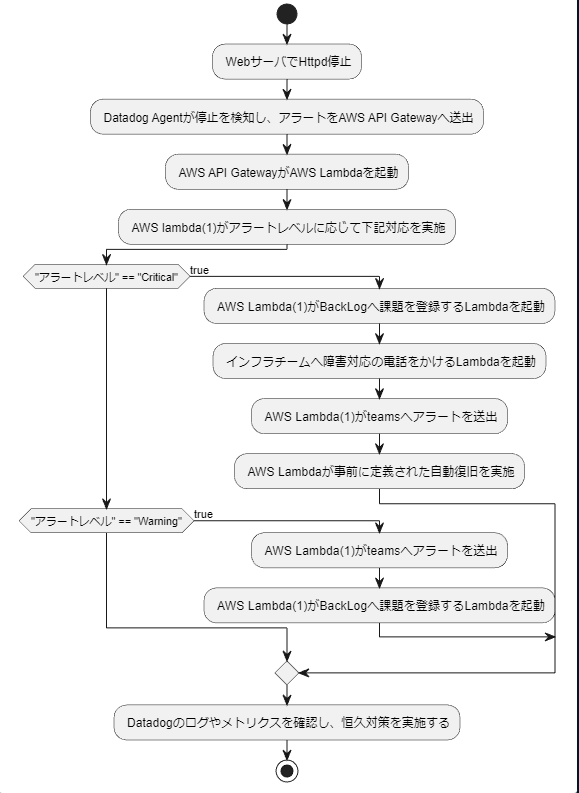 WebサーバでHttpd停止
Datadog Agentが停止を検知し、アラートをAWS API Gatewayへ送出
AWS API GatewayがAWS Lambdaを起動
AWS lambda(1)がアラートレベルに応じて下記対応を実施
"アラートレベル" == "Critical"
true
AWS Lambda(1)がBackLogへ課題を登録するLambdaを起動
インフラチームへ障害対応の電話をかけるLambdaを起動
AWS Lambda(1)がteamsへアラートを送出
AWS Lambdaが事前に定義された自動復旧を実施
"アラートレベル" == "Warning"
true
AWS Lambda(1)がteamsへアラートを送出
AWS Lambda(1)がBackLogへ課題を登録するLambdaを起動
Datadogのログやメトリクスを確認し、恒久対策を実施する